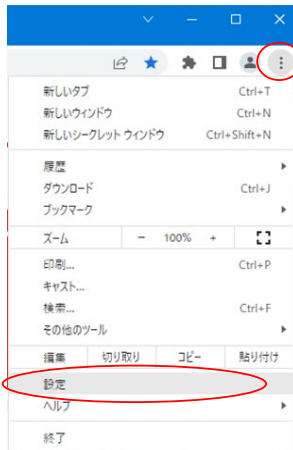 新しいタブ Ctrl+T
新しいウィンドウ Ctrl+N
新しいシークレット ウィンドウ Ctrl+Shift+N
履歴
ダウンロード Ctrl+J
ブックマーク
ズーム － 100% +
印刷... Ctrl+P
キャスト...
検索... Ctrl+F
その他のツール
編集 切り取り コピー 貼り付け
設定
ヘルプ
終了